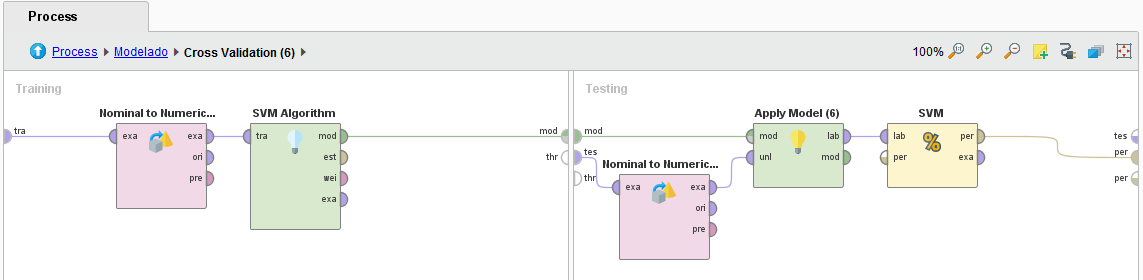 Process
Process Modelado Cross Validation (6) 100%
Training
Nominal to Numeric... SVM Algorithm
tra exa exa tra mod mod
ori est thr
pre wei
exa
Testing
Apply Model (6) SVM
mod mod lab lab per tes
tes unl mod per exa per
thr Nominal to Numeric... per
exa exa
ori
pre